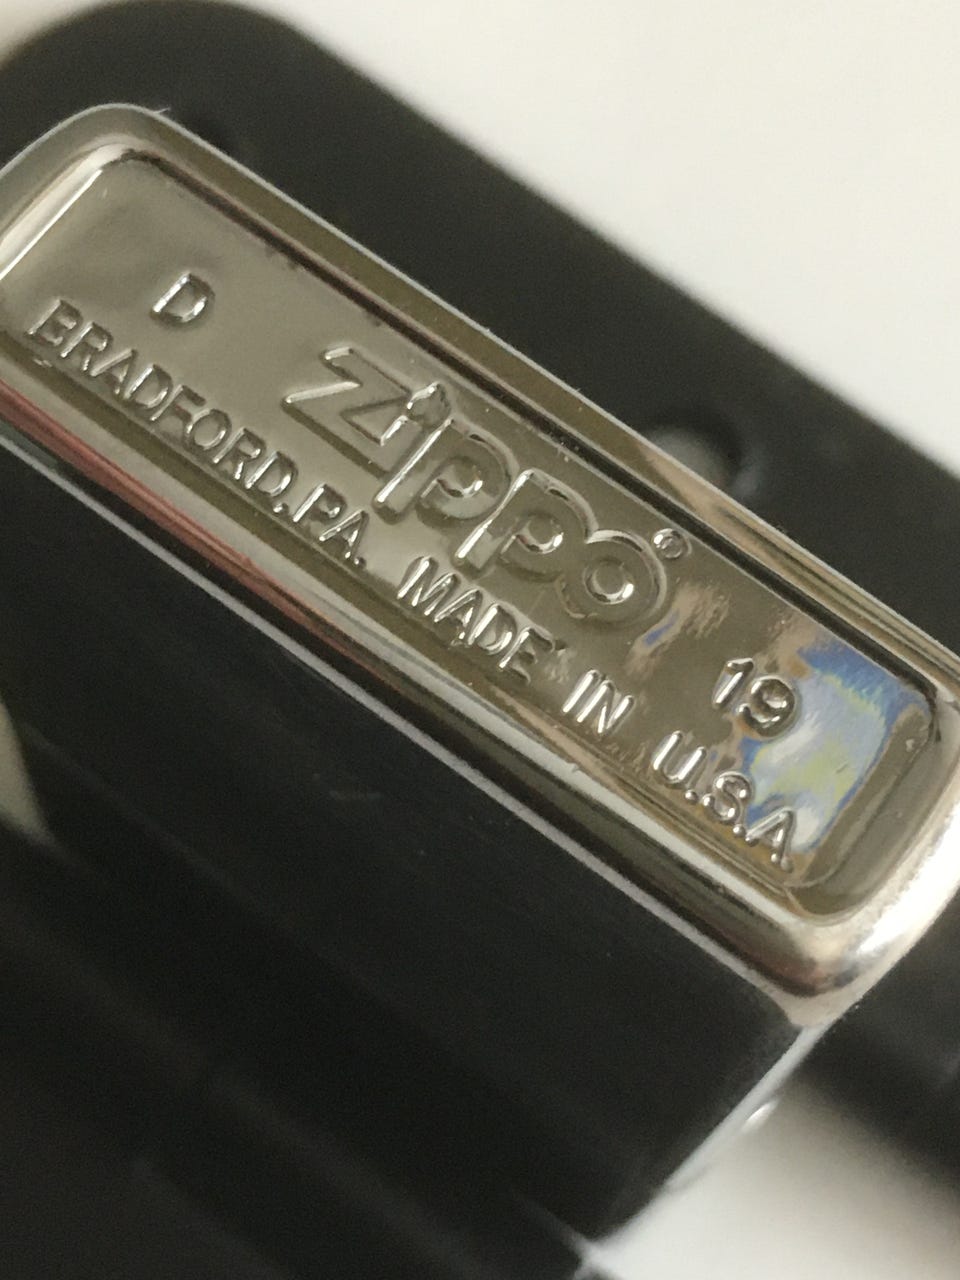 D Zippo® 19
BRADFORD,PA. MADE IN U.S.A